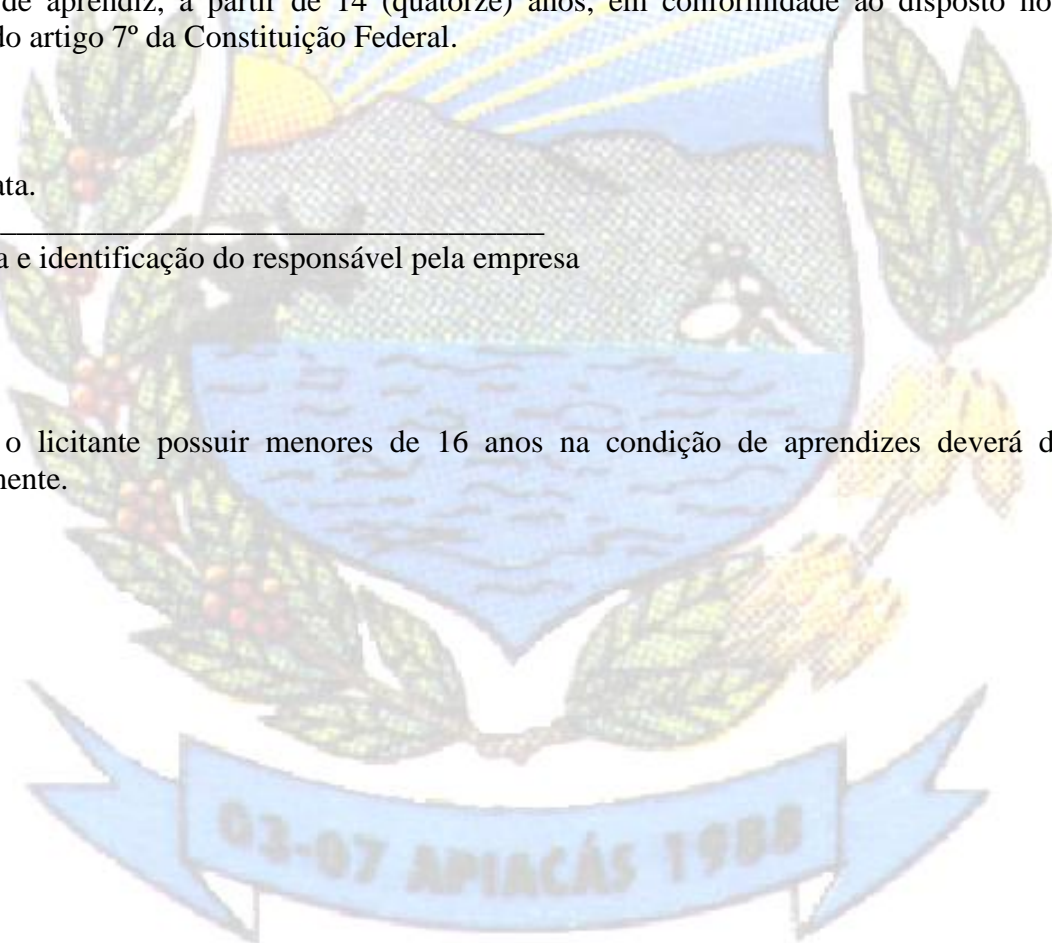 de aprendiz, a partir de 14 (quatorze) anos, em conformidade ao disposto no
do artigo 7º da Constituição Federal.
ata.
a e identificação do responsável pela empresa
o licitante possuir menores de 16 anos na condição de aprendizes deverá d
mente.
03-07 APIACÁS 1988